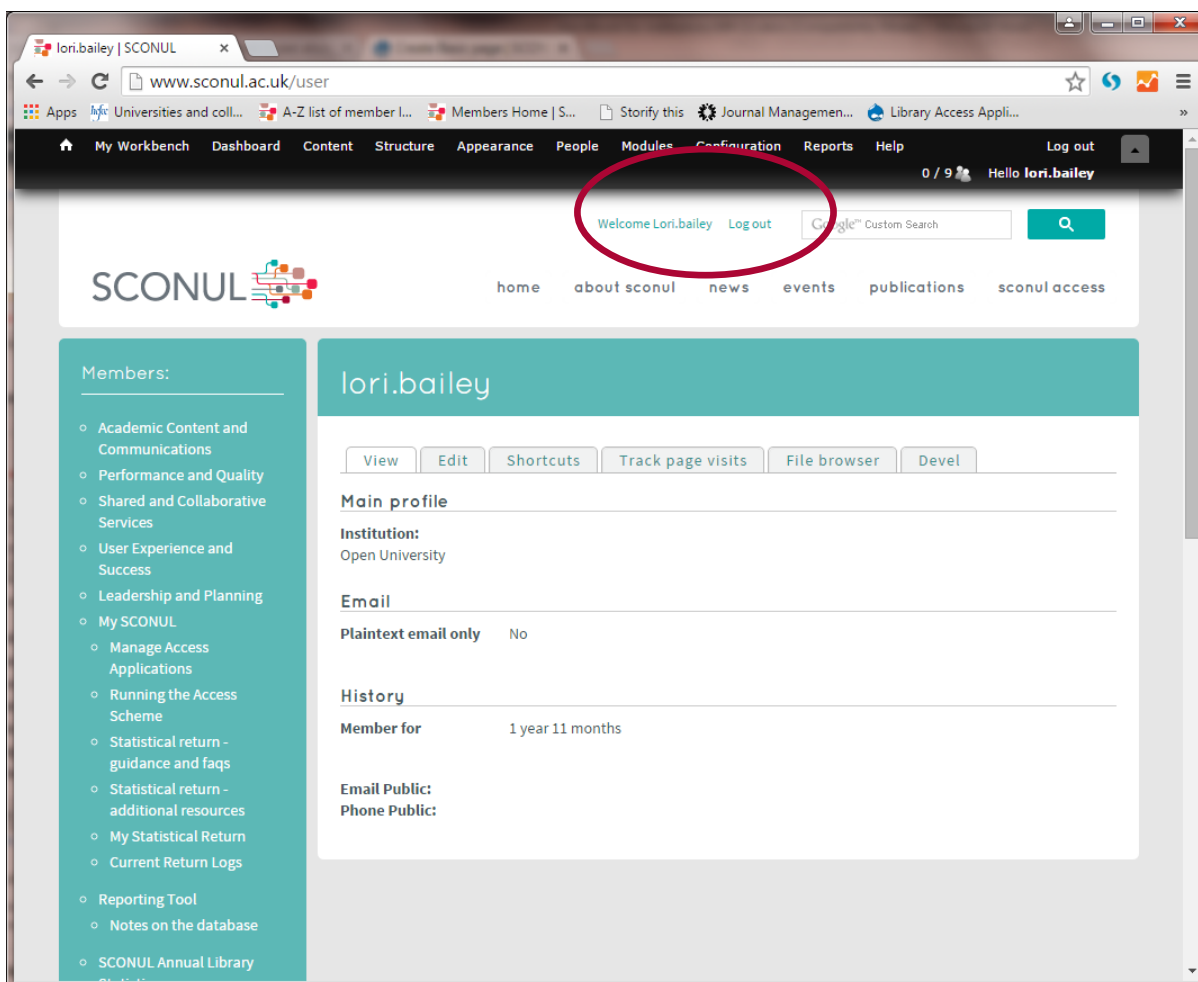 lori.bailey | SCONUL
www.sconul.ac.uk/user
Apps Universities and coll... A-Z list of member l... Members Home | S... Storify this Journal Managemen... Library Access Appli... »
My Workbench Dashboard Content Structure Appearance People Modules Configuration Reports Help Log out
0 / 9 Hello lori.bailey
Welcome Lori.bailey Log out Google™ Custom Search
SCONUL
home about sconul news events publications sconul access
Members:
Academic Content and
Communications
Performance and Quality
Shared and Collaborative
Services
User Experience and
Success
Leadership and Planning
My SCONUL
Manage Access
Applications
Running the Access
Scheme
Statistical return -
guidance and faqs
Statistical return -
additional resources
My Statistical Return
Current Return Logs
Reporting Tool
Notes on the database
SCONUL Annual Library
lori.bailey
View Edit Shortcuts Track page visits File browser Devel
Main profile
Institution:
Open University
Email
Plaintext email only No
History
Member for 1 year 11 months
Email Public:
Phone Public: